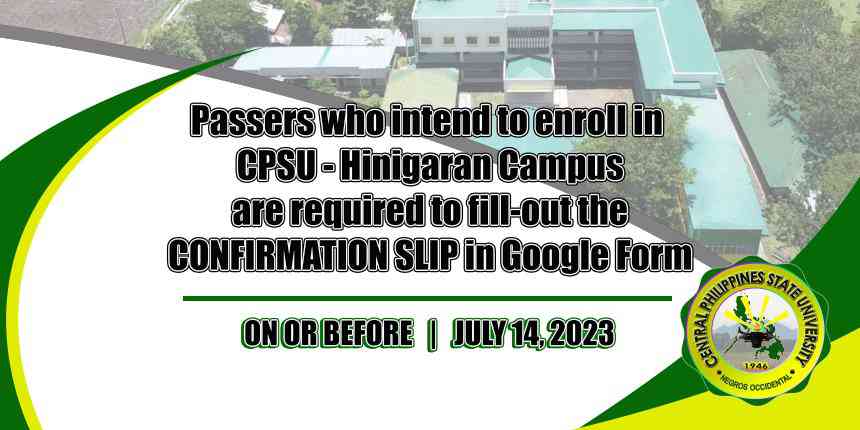 Passers who intend to enroll in
CPSU - Hinigaran Campus
are required to fill-out the
CONFIRMATION SLIP in Google Form
ON OR BEFORE | JULY 14, 2023
CENTRAL PHILIPPINES STATE UNIVERSITY
1946
• NEGROS OCCIDENTAL •